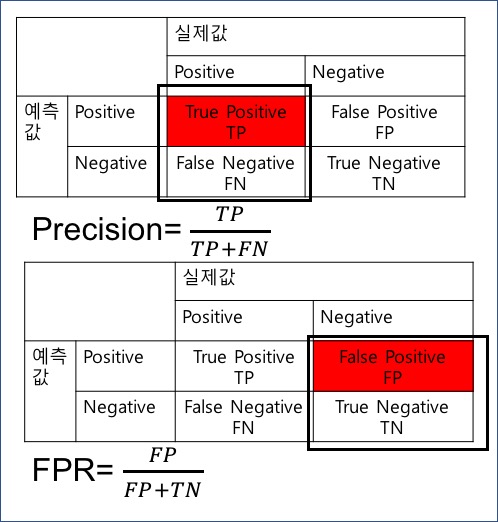 실제값
Positive Negative
예측값 Positive True Positive TP False Positive FP
Negative False Negative FN True Negative TN
Precision= TP / TP+FN
실제값
Positive Negative
예측값 Positive True Positive TP False Positive FP
Negative False Negative FN True Negative TN
FPR= FP / FP+TN